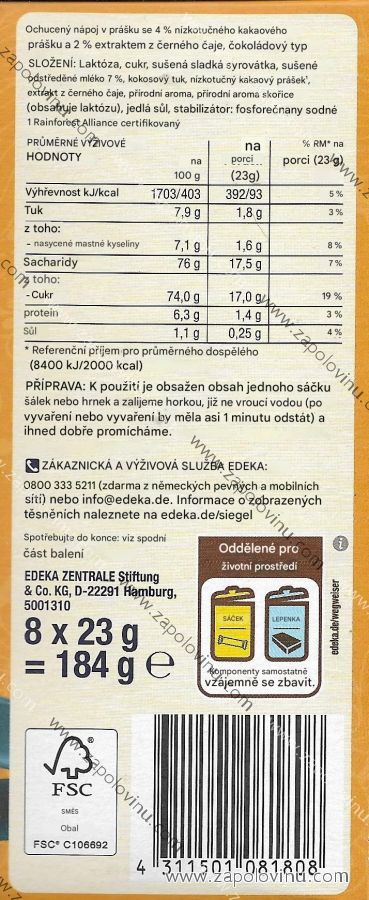 Ochucený nápoj v prášku se 4 % nízkotučného kakaového
prášku a 2 % extraktem z černého čaje, čokoládový typ
SLOŽENÍ: Laktóza, cukr, sušená sladká syrovátka, sušené
odstředěné mléko 7 %, kokosový tuk, nízkotučný kakaový prášek¹,
extrakt z černého čaje, přírodní aroma, přírodní aroma skořice
(obsahuje laktózu), jedlá sůl, stabilizátor: fosforečnany sodné
1 Rainforest Alliance certifikovaný
PRŮMĚRNÉ VÝŽIVOVÉ
HODNOTY
na
100 g
na
porci
(23g)
% RM* na
porci (23g)
Výhřevnost kJ/kcal 1703/403 392/93 5 %
Tuk 7,9 g 1,8 g 3 %
z toho:
- nasycené mastné kyseliny 7,1 g 1,6 g 8 %
Sacharidy 76 g 17,5 g 7 %
z toho:
- Cukr 74,0 g 17,0 g 19 %
protein 6,3 g 1,4 g 3 %
Sůl 1,1 g 0,25 g 4 %
* Referenční příjem pro průměrného dospělého
(8400 kJ/2000 kcal)
PŘÍPRAVA: K použití je obsažen obsah jednoho sáčku
šálek nebo hrnek a zalijeme horkou, již ne vroucí vodou (po
vyvaření nebo vyvaření by měla asi 1 minutu odstát) a
ihned dobře promícháme.
ZÁKAZNICKÁ A VÝŽIVOVÁ SLUŽBA EDEKA:
0800 333 5211 (zdarma z německých pevných a mobilních
sítí) nebo info@edeka.de. Informace o zobrazených
těsněních naleznete na edeka.de/siegel
Spotřebujte do konce: viz spodní
část balení
EDEKA ZENTRALE Stiftung
& Co. KG, D-22291 Hamburg,
5001310
8 x 23 g
= 184 g e
Oddělené pro
životní prostředí
SÁČEK
LEPENKA
Komponenty samostatně
vzájemně se zbavit.
edeka.de/wegweiser
FSC
SMĚS
Obal
FSC® C106692
4 311501 081808
www.zapolovinu.com